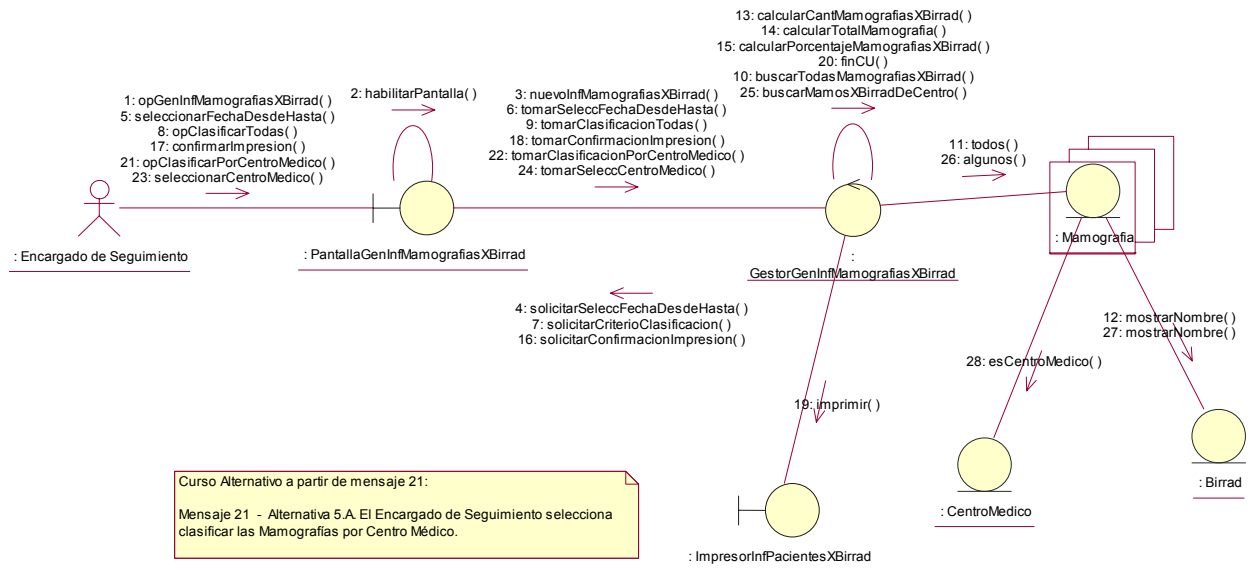 13: calcularCantMamografiasXBirrad( )
14: calcularTotalMamografia( )
15: calcularPorcentajeMamografiasXBirrad( )
20: finCU( )
10: buscarTodasMamografiasXBirrad( )
25: buscarMamosXBirradDeCentro( )
1: opGenInfMamografiasXBirrad( )
5: seleccionarFechaDesdeHasta( )
8: opClasificarTodas( )
17: confirmarImpresion( )
21: opClasificarPorCentroMedico( )
23: seleccionarCentroMedico( )
2: habilitarPantalla( )
3: nuevoInfMamografiasXBirrad( )
6: tomarSeleccFechaDesdeHasta( )
9: tomarClasificacionTodas( )
18: tomarConfirmacionImpresion( )
22: tomarClasificacionPorCentroMedico( )
24: tomarSeleccCentroMedico( )
11: todos( )
26: algunos( )
: Encargado de Seguimiento
: PantallaGenInfMamografiasXBirrad
:
GestorGenInfMamografiasXBirrad
: Mamografia
4: solicitarSeleccFechaDesdeHasta( )
7: solicitarCriterioClasificacion( )
16: solicitarConfirmacionImpresion( )
12: mostrarNombre( )
27: mostrarNombre( )
28: esCentroMedico( )
19: imprimir( )
Curso Alternativo a partir de mensaje 21:
Mensaje 21 - Alternativa 5.A. El Encargado de Seguimiento selecciona
clasificar las Mamografías por Centro Médico.
: CentroMedico
: Birrad
: ImpresorInfPacientesXBirrad